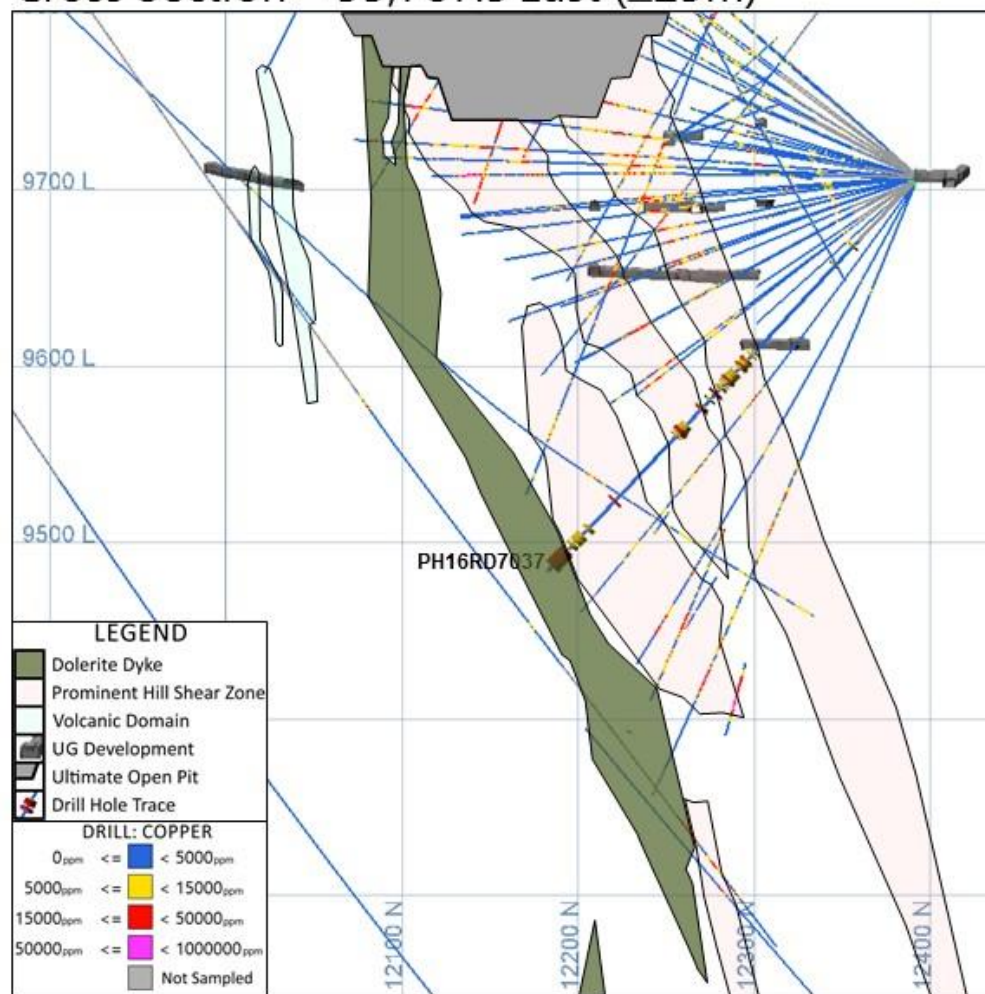 9700 L
9600 L
9500 L
PH16RD7037
LEGEND
Dolerite Dyke
Prominent Hill Shear Zone
Volcanic Domain
UG Development
Ultimate Open Pit
Drill Hole Trace
DRILL: COPPER
0ppm <= < 5000ppm
5000ppm <= < 15000ppm
15000ppm <= < 50000ppm
50000ppm <= < 1000000ppm
Not Sampled
12100 N
12200 N
12300 N
12400 N